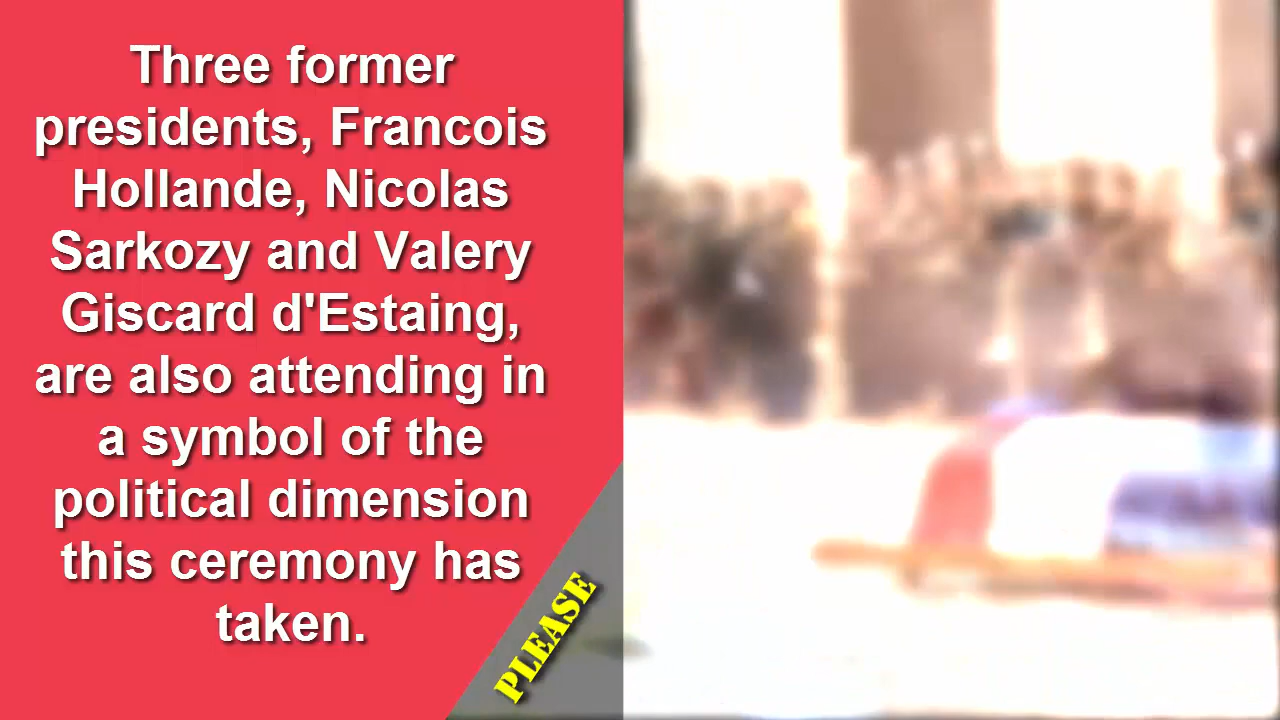 Three former
presidents, Francois
Hollande, Nicolas
Sarkozy and Valery
Giscard d'Estaing,
are also attending in
a symbol of the
political dimension
this ceremony has
taken.
PLEASE